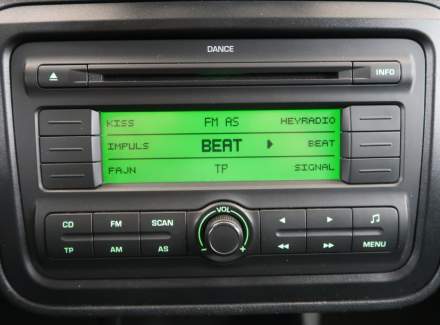 DANCE
INFO
KISS FM AS HEYRADIO
IMPULS BEAT BEAT
FAJN TP SIGNAL
VOL
CD FM SCAN
TP AM AS
MENU